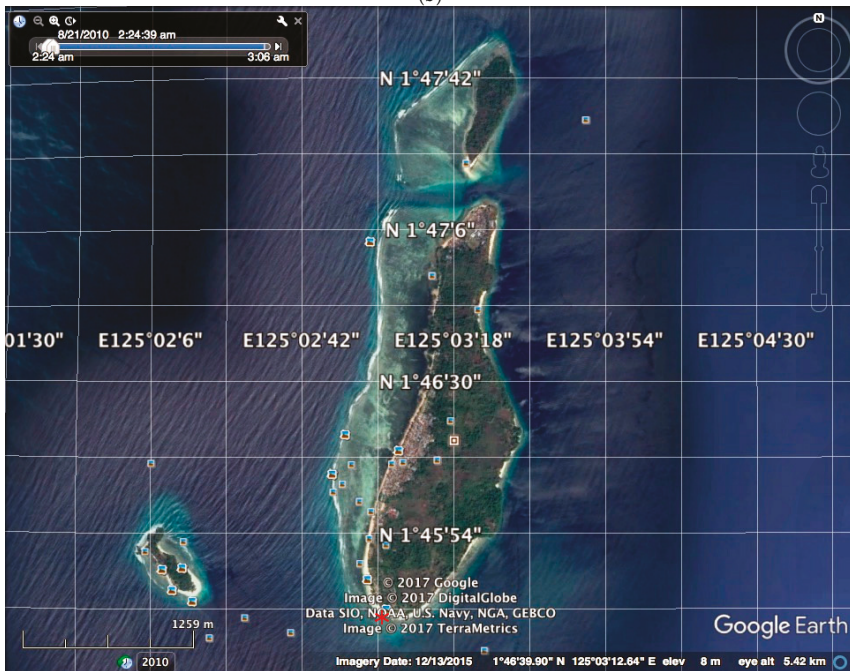 8/21/2010 2:24:39 am
2:24 am 3:06 am
N
N 1°47'42"
N 1°47'6"
01'30" E125°02'6" E125°02'42" E125°03'18" E125°03'54" E125°04'30"
N 1°46'30"
N 1°45'54"
© 2017 Google
Image © 2017 DigitalGlobe
Data SIO, NOAA, U.S. Navy, NGA, GEBCO
Image © 2017 TerraMetrics
1259 m
Google Earth
2010
Imagery Date: 12/13/2015 1°46'39.90" N 125°03'12.64" E elev 8 m eye alt 5.42 km